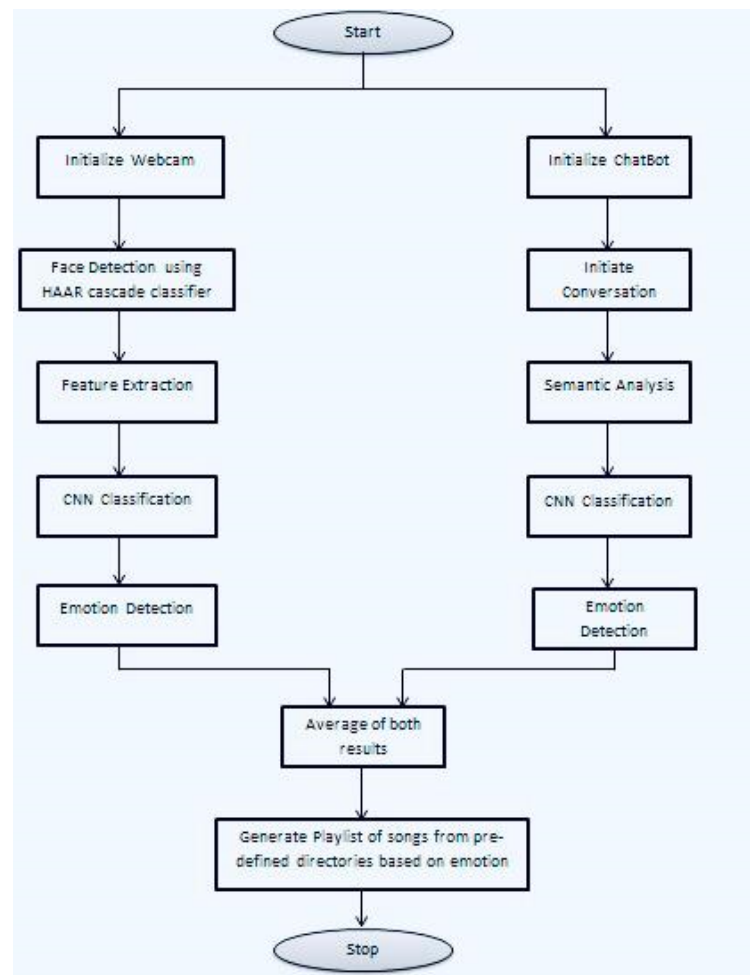 Start
Initialize Webcam
Initialize ChatBot
Face Detection using
HAAR cascade classifier
Initiate
Conversation
Feature Extraction
Semantic Analysis
CNN Classification
CNN Classification
Emotion Detection
Emotion
Detection
Average of both
results
Generate Playlist of songs from pre-
defined directories based on emotion
Stop